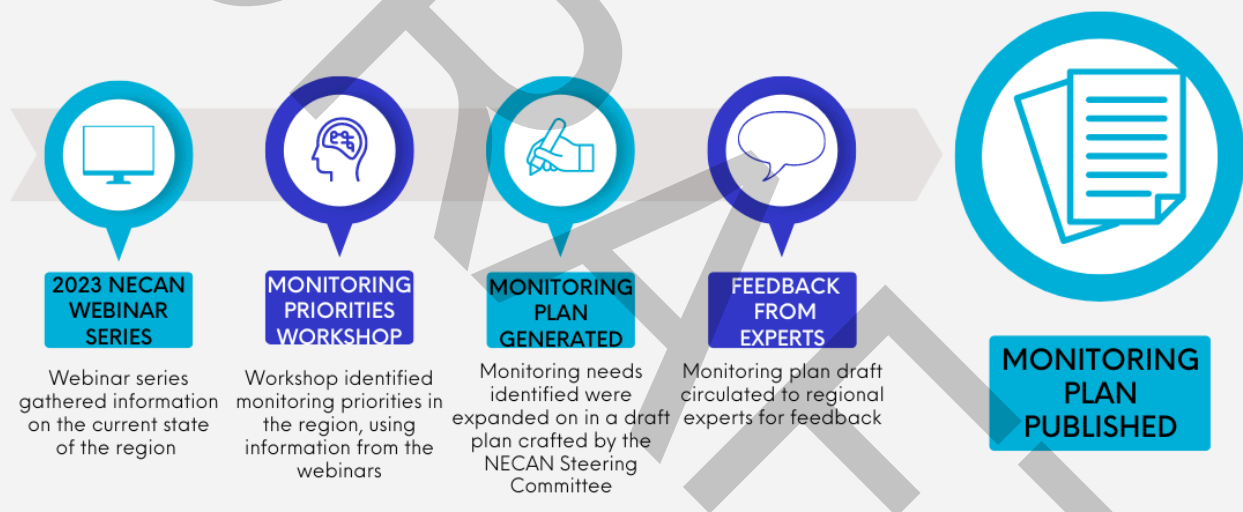 2023 NECAN
WEBINAR
SERIES
Webinar series
gathered information
on the current state
of the region
MONITORING
PRIORITIES
WORKSHOP
Workshop identified
monitoring priorities in
the region, using
information from the
webinars
MONITORING
PLAN
GENERATED
Monitoring needs
identified were
expanded on in a draft
plan crafted by the
NECAN Steering
Committee
FEEDBACK
FROM
EXPERTS
Monitoring plan draft
circulated to regional
experts for feedback
MONITORING
PLAN
PUBLISHED